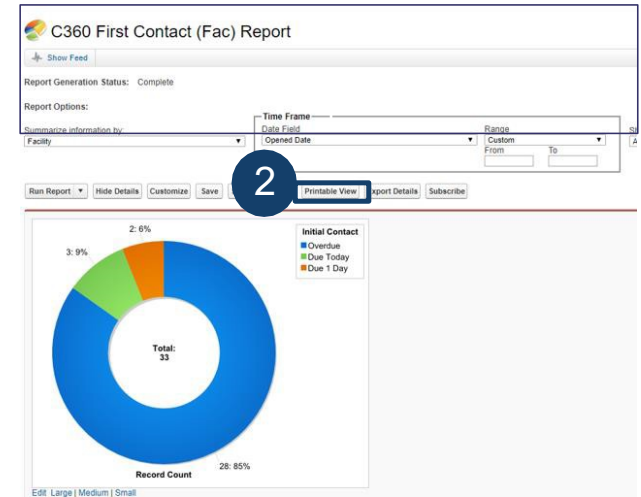 C360 First Contact (Fac) Report
Show Feed
Report Generation Status: Complete
Report Options:
Time Frame
Summarize information by: Date Field Range
Facility Opened Date Custom
From To
2
Run Report Hide Details Customize Save Printable View Export Details Subscribe
2: 6%
3: 9%
Initial Contact
Overdue
Due Today
Due 1 Day
Total:
33
28: 85%
Record Count
Edit Large | Medium | Small